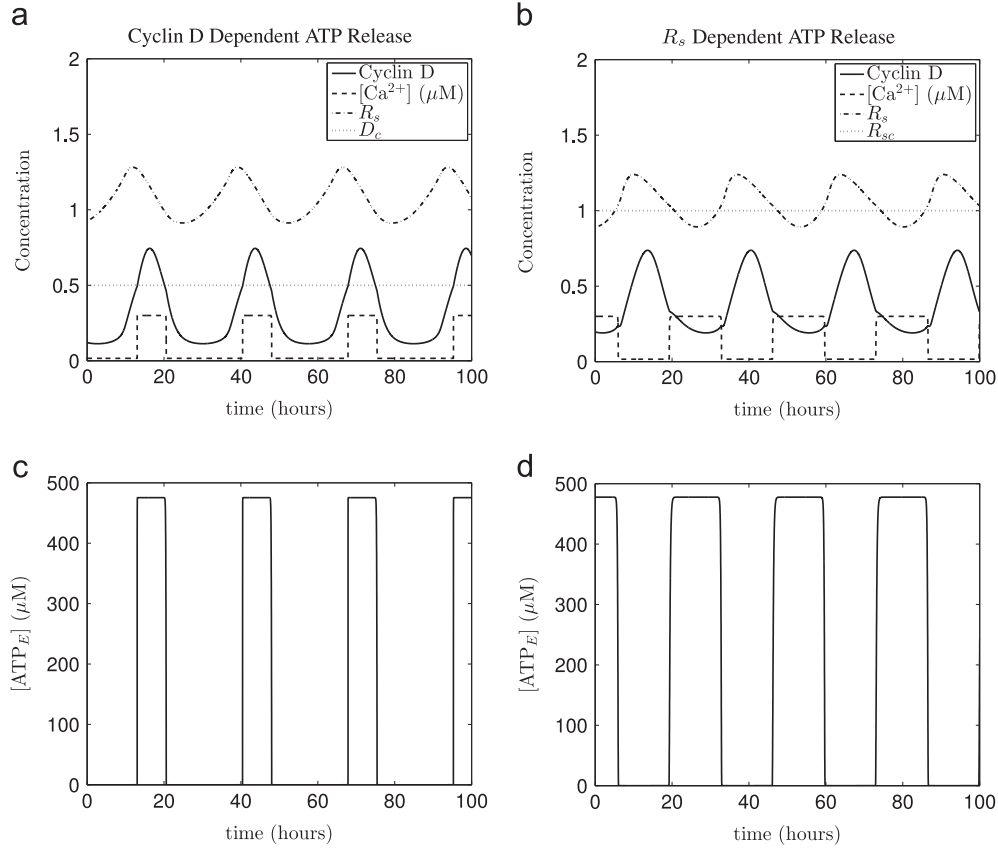 a
Cyclin D Dependent ATP Release
2
1.5
1
0.5
0
Concentration
Cyclin D
[Ca²⁺] (μM)
Rₛ
D_c
0 20 40 60 80 100
time (hours)
b
Rₛ Dependent ATP Release
2
1.5
1
0.5
0
Concentration
Cyclin D
[Ca²⁺] (μM)
Rₛ
R_sc
0 20 40 60 80 100
time (hours)
c
500
400
300
200
100
0
[ATP_E] (μM)
0 20 40 60 80 100
time (hours)
d
500
400
300
200
100
0
[ATP_E] (μM)
0 20 40 60 80 100
time (hours)